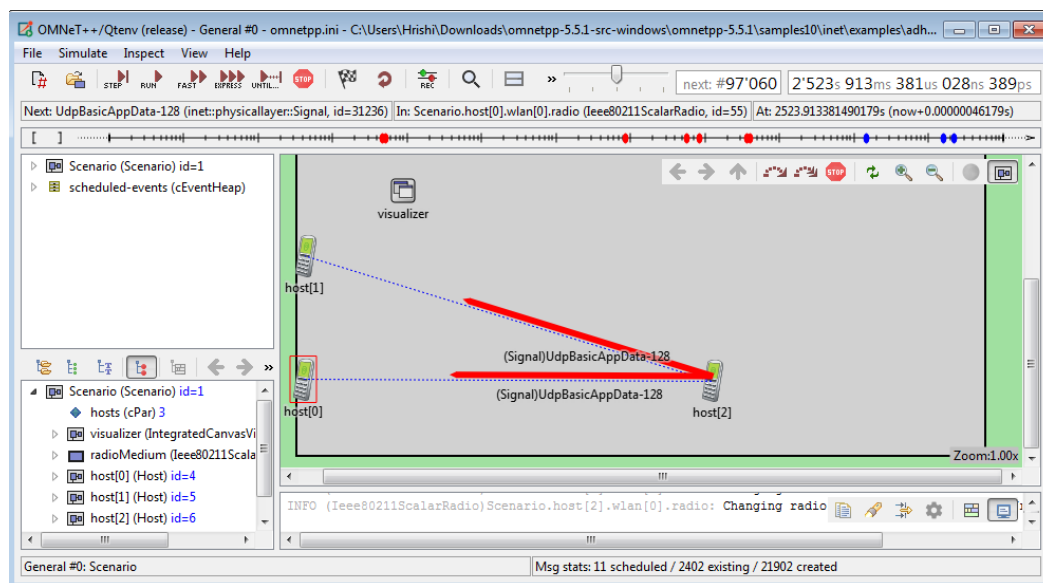 OMNeT++/Qtenv (release) - General #0 - omnetpp.ini - C:\Users\Hrishi\Downloads\omnetpp-5.5.1-src-windows\omnetpp-5.5.1\samples10\inet\examples\adh...
File Simulate Inspect View Help
STEP RUN FAST EXPRESS UNTIL... STOP REC » next: #97'060 2'523s 913ms 381us 028ns 389ps
Next: UdpBasicAppData-128 (inet::physicallayer::Signal, id=31236) In: Scenario.host[0].wlan[0].radio (Ieee80211ScalarRadio, id=55) At: 2523.913381490179s (now+0.00000046179s)
[ ]
Scenario (Scenario) id=1
scheduled-events (cEventHeap)
STOP
visualizer
host[1]
(Signal)UdpBasicAppData-128
(Signal)UdpBasicAppData-128
host[0]
host[2]
Zoom:1.00x
»
Scenario (Scenario) id=1
hosts (cPar) 3
visualizer (IntegratedCanvasVi
radioMedium (Ieee80211Scala
host[0] (Host) id=4
host[1] (Host) id=5
host[2] (Host) id=6
INFO (Ieee80211ScalarRadio)Scenario.host[2].wlan[0].radio: Changing radio
General #0: Scenario
Msg stats: 11 scheduled / 2402 existing / 21902 created